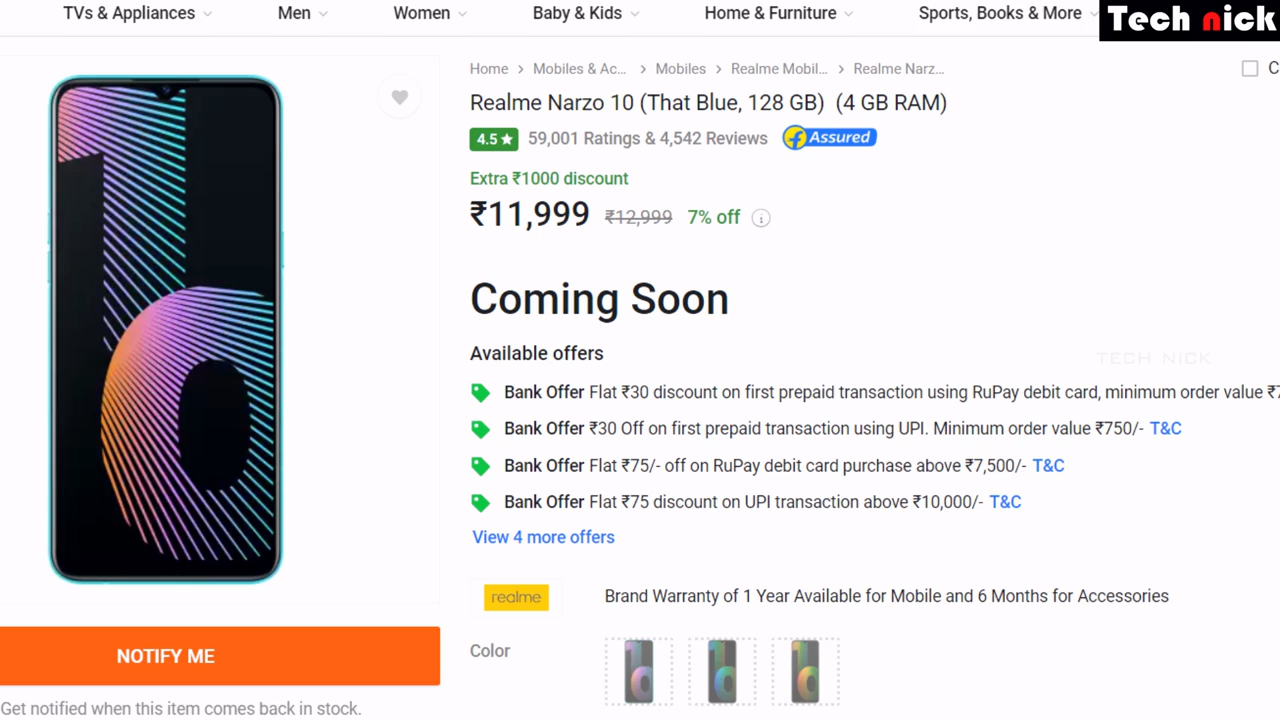 TVs & Appliances Men Women Baby & Kids Home & Furniture Sports, Books & More
Tech nick
Home > Mobiles & Ac... > Mobiles > Realme Mobil... > Realme Narz...
C
Realme Narzo 10 (That Blue, 128 GB) (4 GB RAM)
4.5★ 59,001 Ratings & 4,542 Reviews Assured
Extra ₹1000 discount
₹11,999 ₹12,999 7% off
Coming Soon
Available offers
TECH NICK
Bank Offer Flat ₹30 discount on first prepaid transaction using RuPay debit card, minimum order value ₹7
Bank Offer ₹30 Off on first prepaid transaction using UPI. Minimum order value ₹750/- T&C
Bank Offer Flat ₹75/- off on RuPay debit card purchase above ₹7,500/- T&C
Bank Offer Flat ₹75 discount on UPI transaction above ₹10,000/- T&C
View 4 more offers
realme Brand Warranty of 1 Year Available for Mobile and 6 Months for Accessories
Color
NOTIFY ME
Get notified when this item comes back in stock.